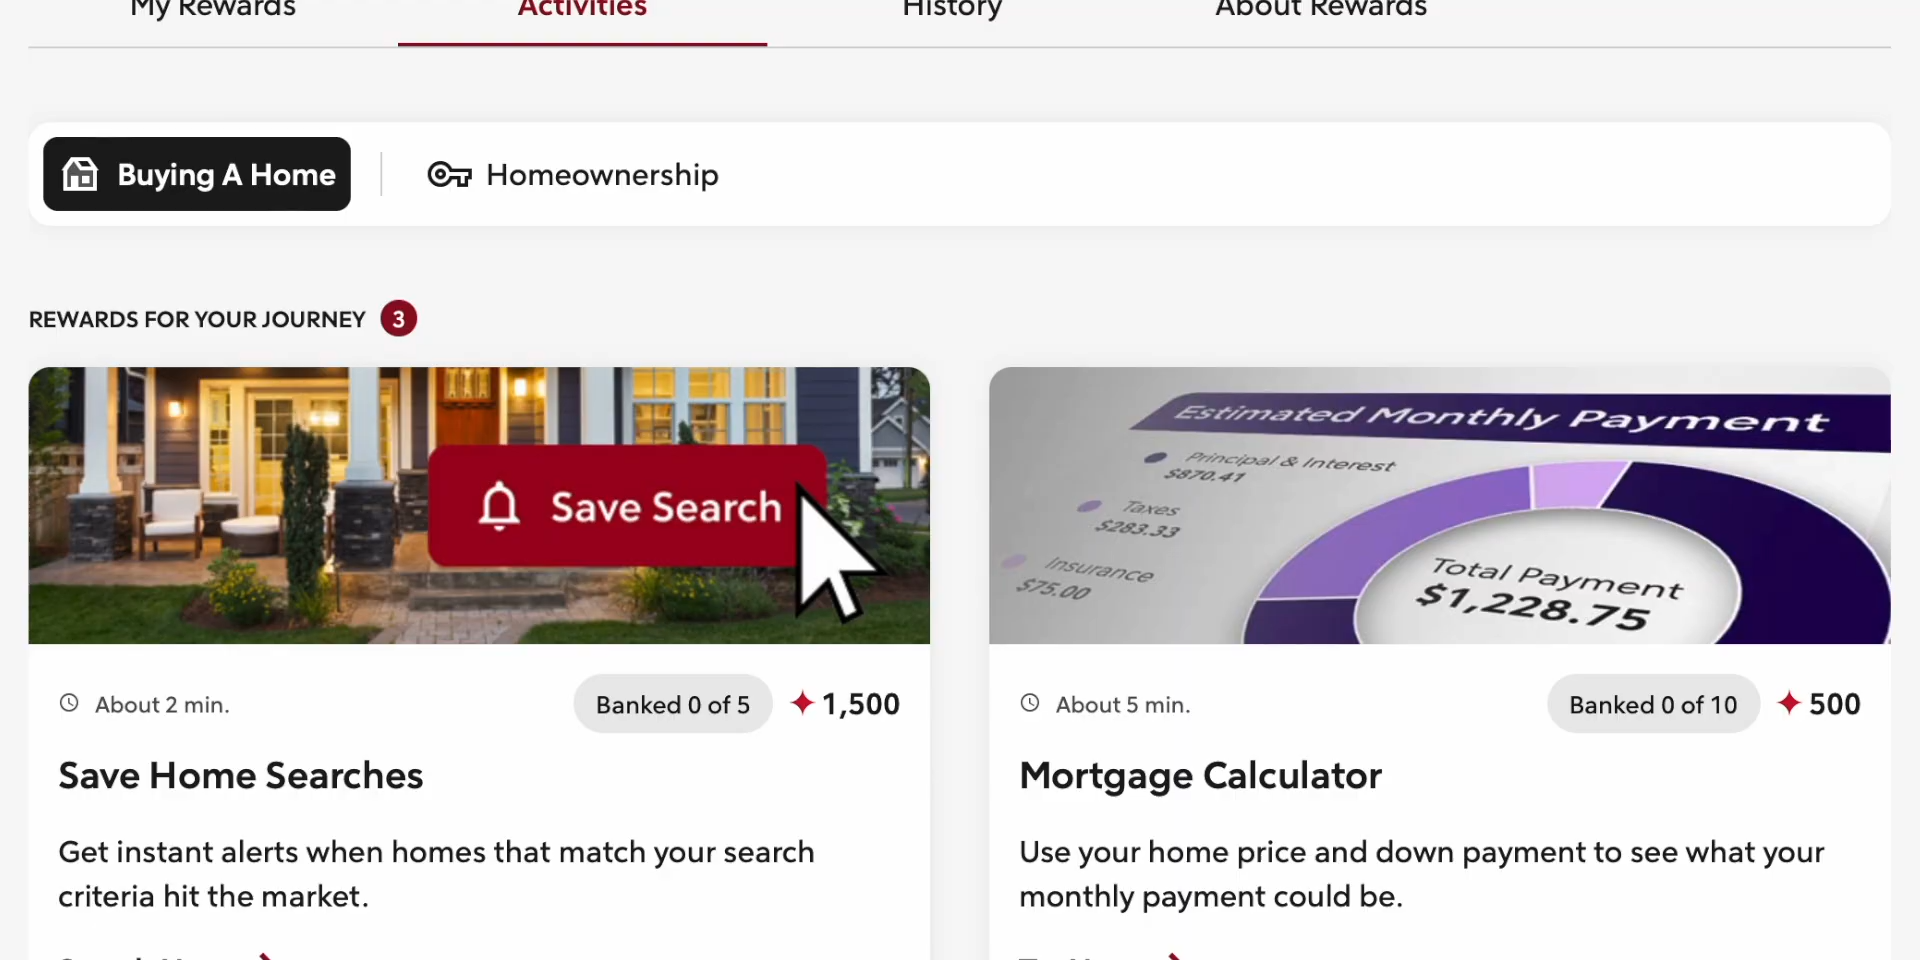 My Rewards
Activities
History
About Rewards
Buying A Home
Homeownership
REWARDS FOR YOUR JOURNEY 3
Save Search
Estimated Monthly Payment
Principal & Interest
$870.41
Taxes
$283.33
Insurance
$75.00
Total Payment
$1,228.75
About 2 min.
Banked 0 of 5
1,500
Save Home Searches
Get instant alerts when homes that match your search
criteria hit the market.
About 5 min.
Banked 0 of 10
500
Mortgage Calculator
Use your home price and down payment to see what your
monthly payment could be.